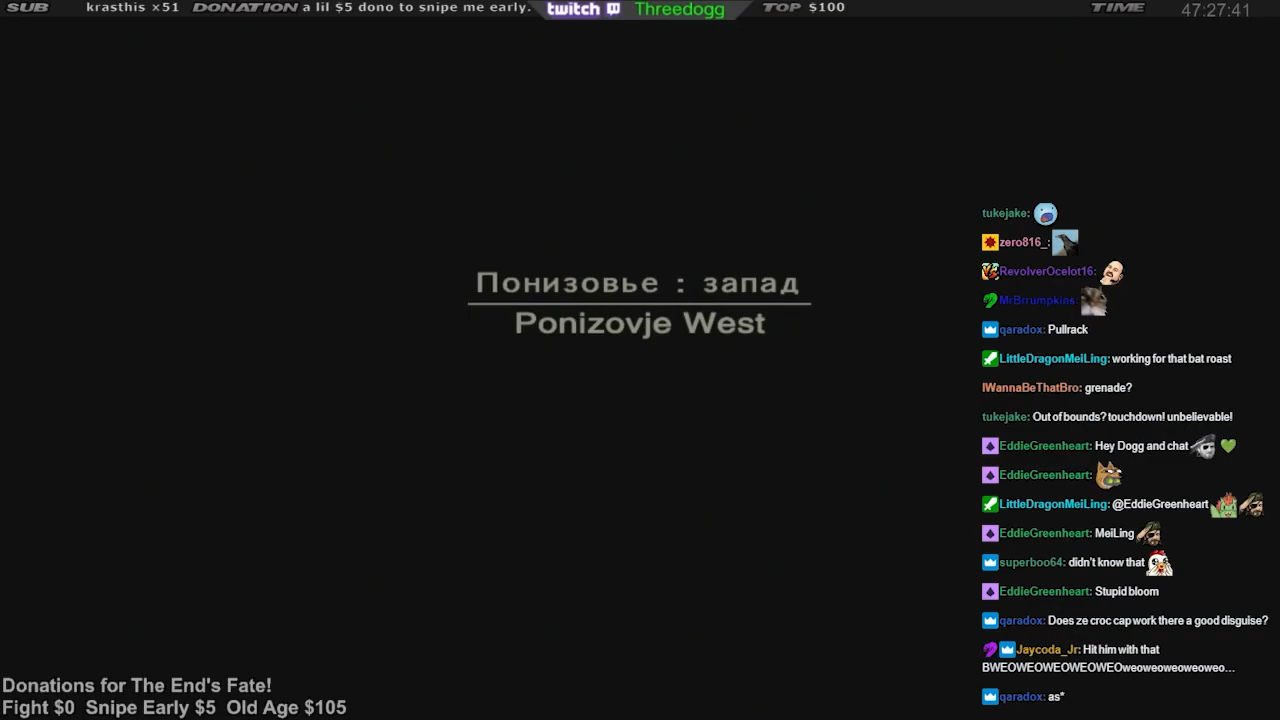 SUB krasthis ×51 DONATION a lil $5 dono to snipe me early. twitch Threedogg TOP $100 TIME 47:27:41
Понизовье : запад
Ponizovje West
tukejake:
zero816_:
RevolverOcelot16:
MrBrrumpkins:
qaradox: Pullrack
LittleDragonMeiLing: working for that bat roast
IWannaBeThatBro: grenade?
tukejake: Out of bounds? touchdown! unbelievable!
EddieGreenheart: Hey Dogg and chat
EddieGreenheart:
LittleDragonMeiLing: @EddieGreenheart
EddieGreenheart: MeiLing
superboo64: didn't know that
EddieGreenheart: Stupid bloom
qaradox: Does ze croc cap work there a good disguise?
Jaycoda_Jr: Hit him with that
BWEOWEOWEOWEOWEOweoweoweoweoweo...
qaradox: as*
Donations for The End's Fate!
Fight $0 Snipe Early $5 Old Age $105